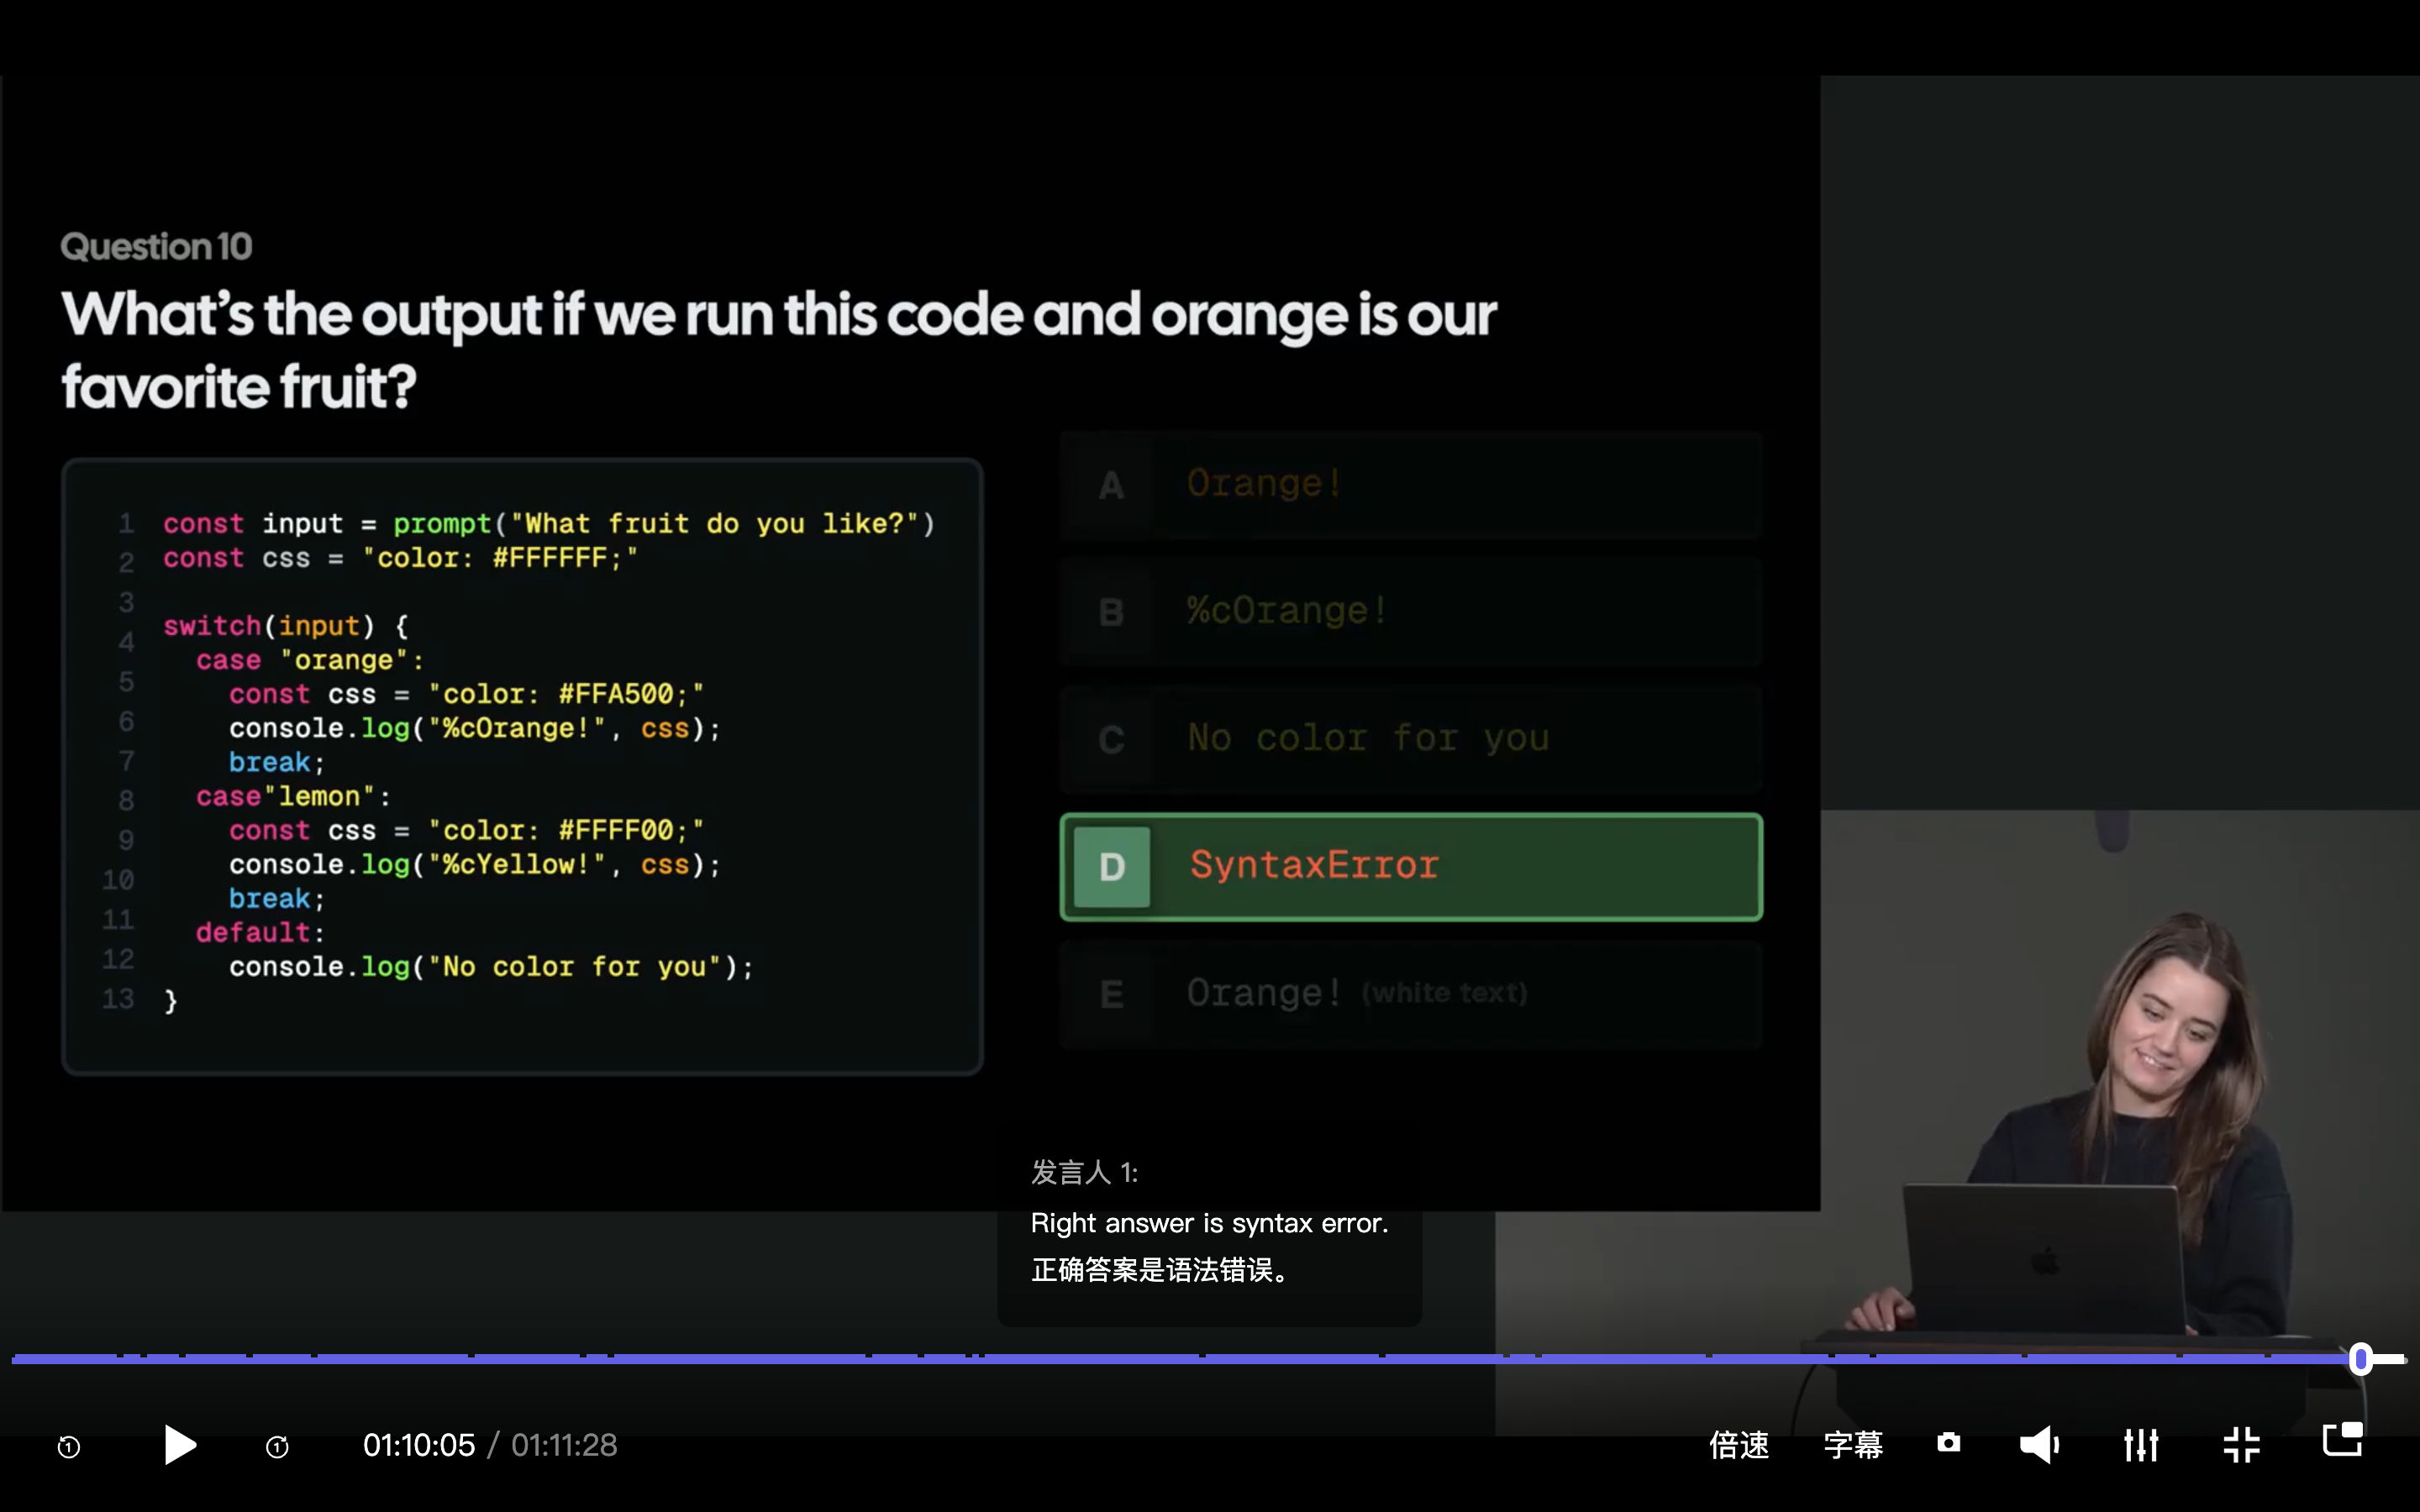 Question 10
What's the output if we run this code and orange is our
favorite fruit?
1 const input = prompt("What fruit do you like?")
2 const css = "color: #FFFFFF;"
3
4 switch(input) {
5 case "orange":
6 const css = "color: #FFA500;"
7 console.log("%cOrange!", css);
8 break;
9 case"lemon":
10 const css = "color: #FFFF00;"
11 console.log("%cYellow!", css);
12 break;
13 default:
console.log("No color for you");
}
A Orange!
B %cOrange!
C No color for you
D SyntaxError
E Orange! (white text)
发言人 1:
Right answer is syntax error.
正确答案是语法错误。
1 1 01:10:05 / 01:11:28 倍速 字幕